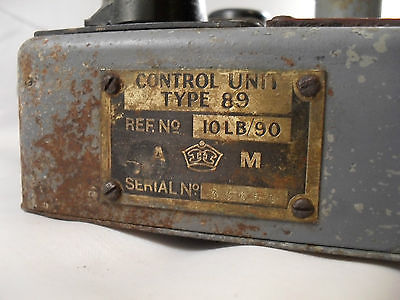 CONTROL UNIT
TYPE 89
REF. No 10LB/90
A M
SERIAL No